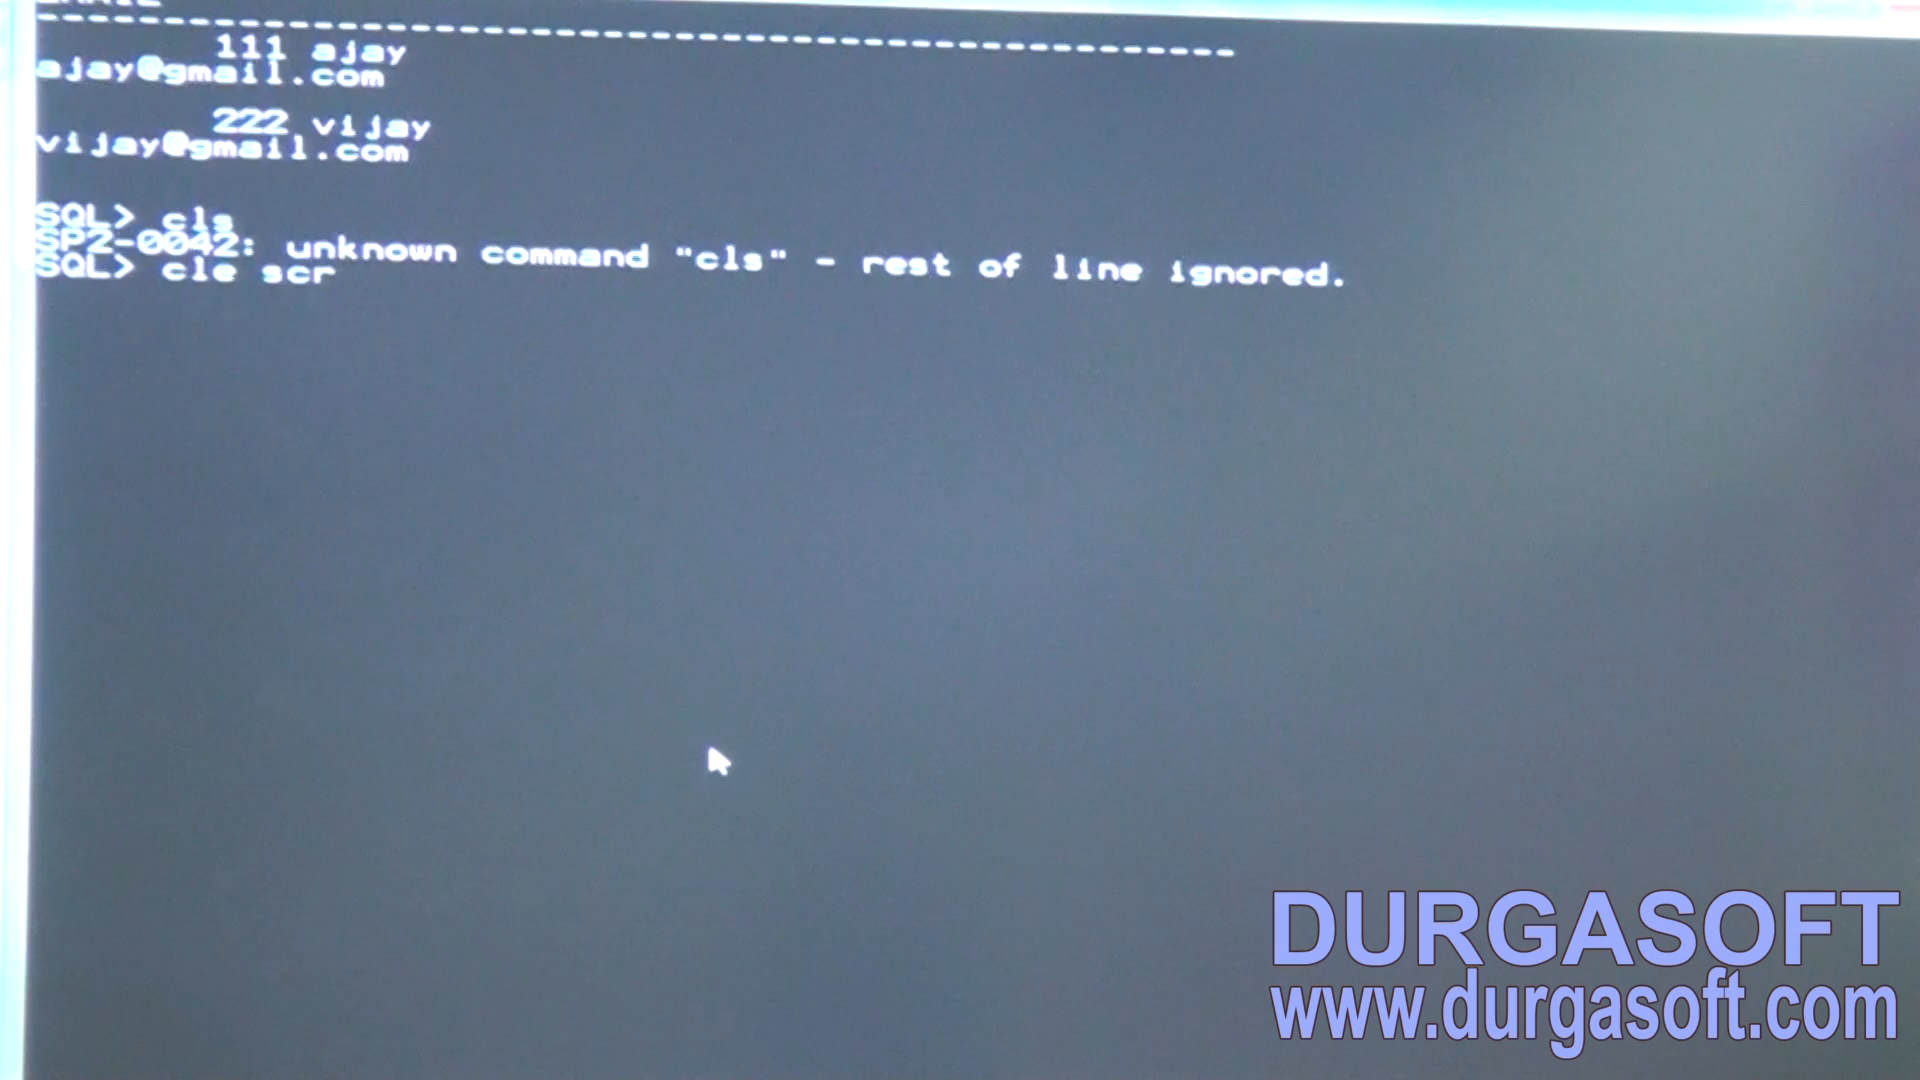 111 ajay
ajay@gmail.com
222 vijay
vijay@gmail.com
SQL> cls
SP2-0042: unknown command "cls" - rest of line ignored.
SQL> cle scr
DURGASOFT
www.durgasoft.com